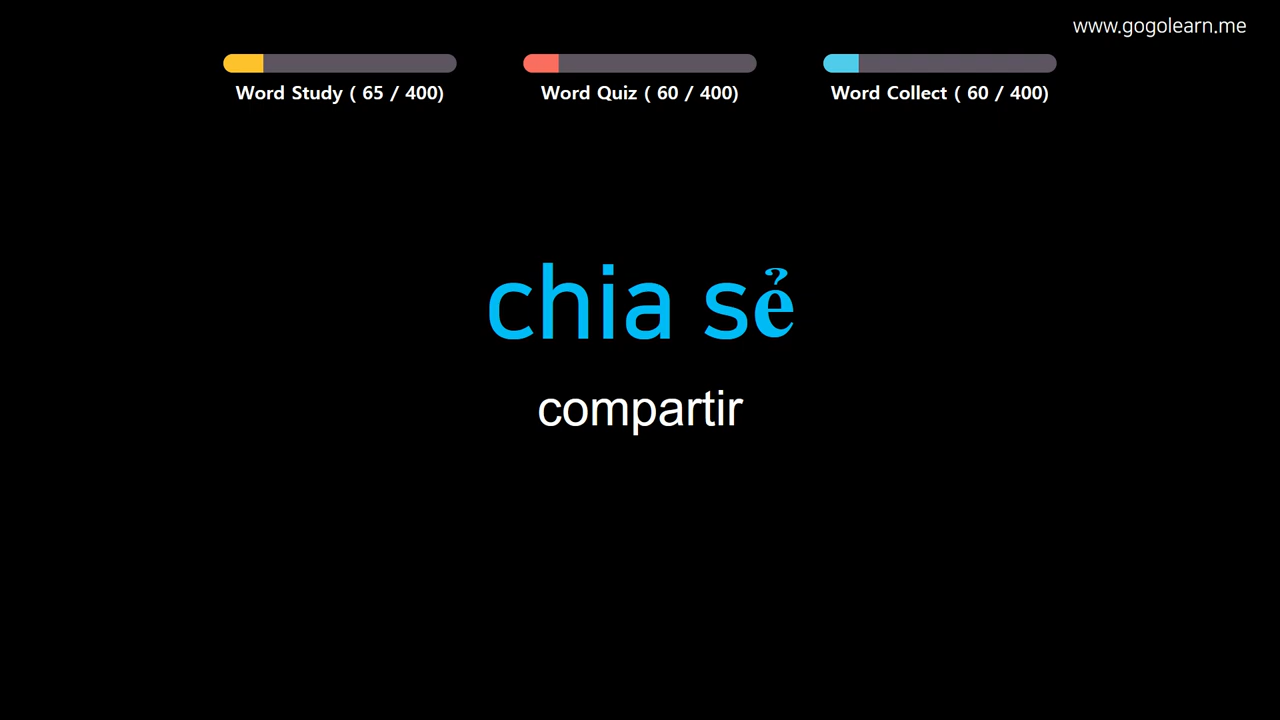 www.gogolearn.me
Word Study ( 65 / 400)
Word Quiz ( 60 / 400)
Word Collect ( 60 / 400)
chia sẻ
compartir